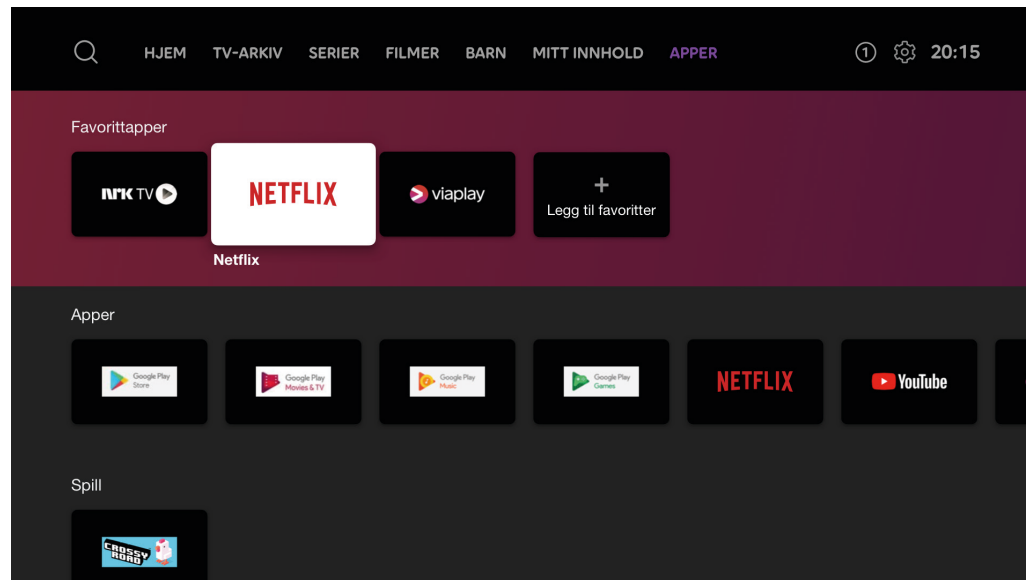 HJEM TV-ARKIV SERIER FILMER BARN MITT INNHOLD APPER 1 20:15
Favorittapper
NRK TV NETFLIX viaplay + Legg til favoritter
Netflix
Apper
Google Play Store
Google Play Movies & TV
Google Play Music
Google Play Games
NETFLIX
YouTube
Spill
CROSSY ROAD